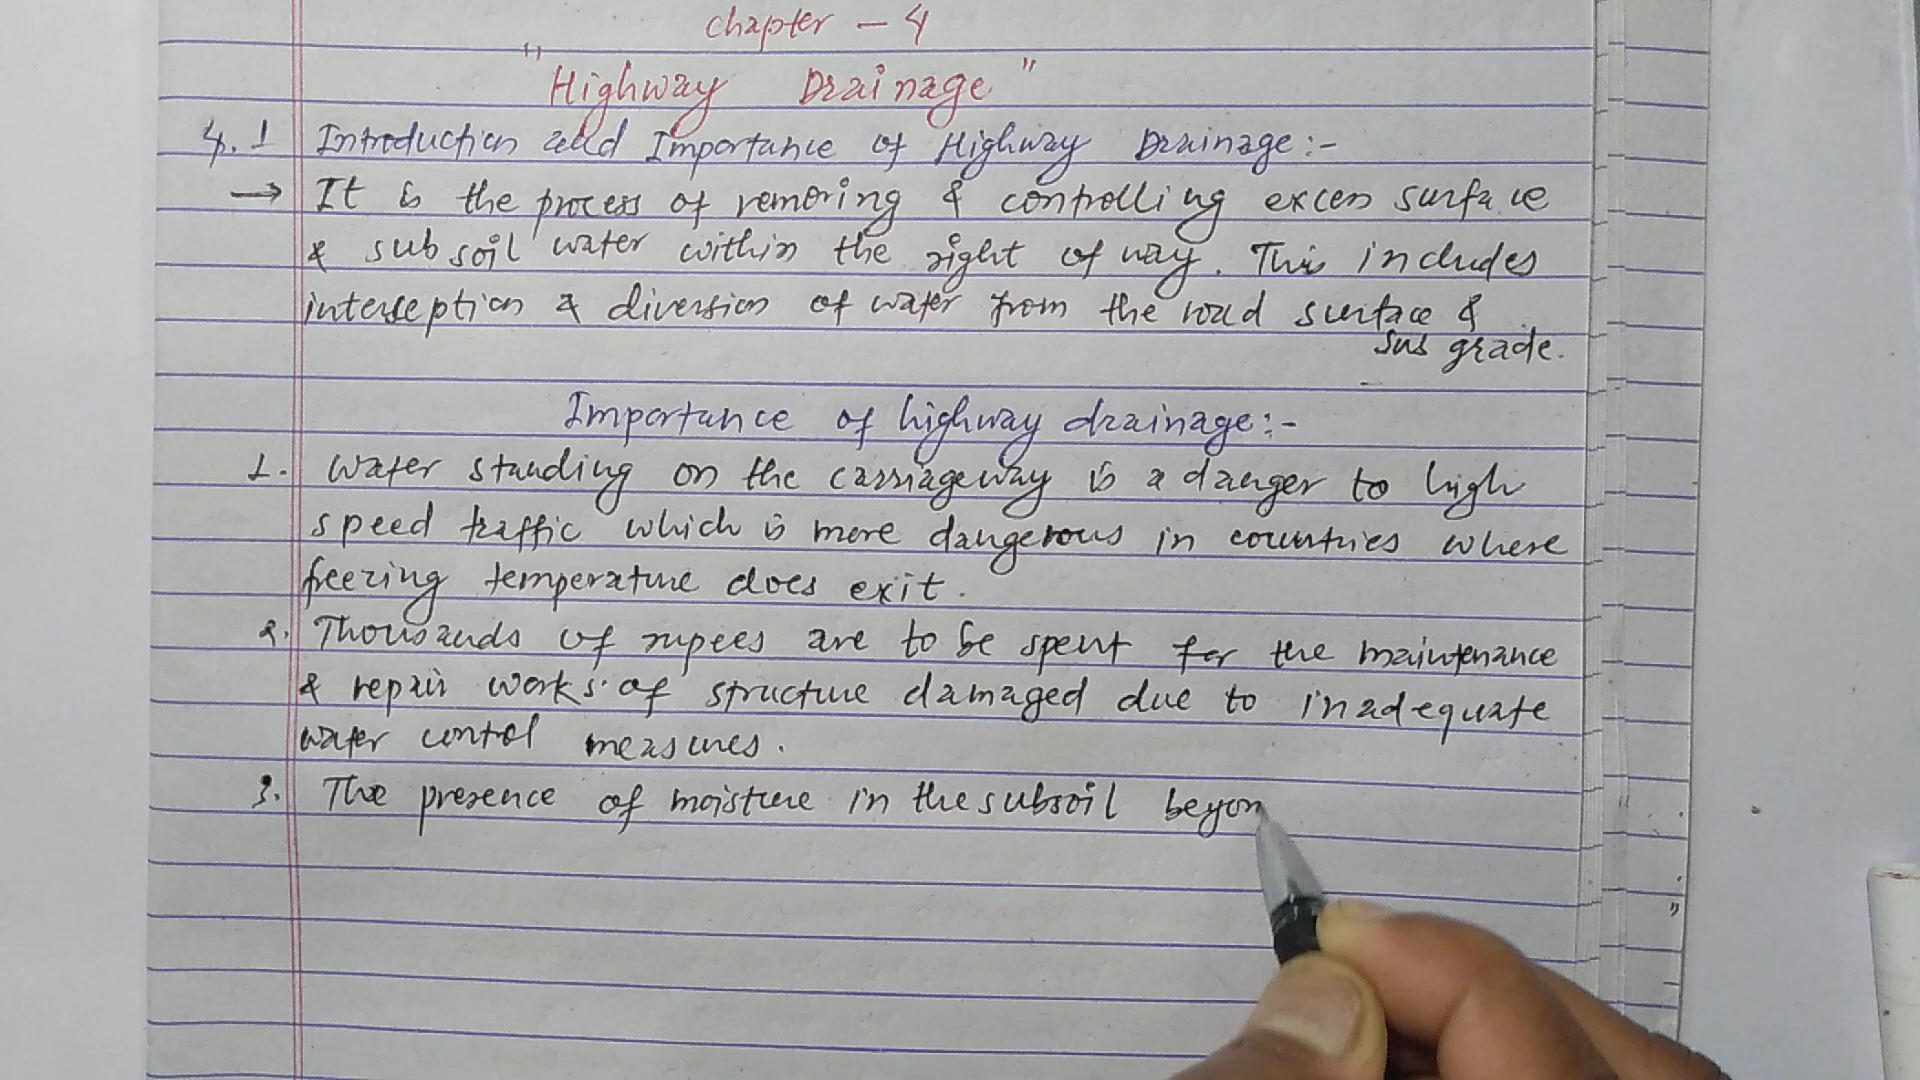 chapter - 4
"Highway Drainage"
4.1 Introduction and Importance of Highway Drainage:-
→ It is the process of removing & controlling excess surface
& subsoil water within the right of way. This includes
interception & diversion of water from the road surface &
sus grade.
Importance of highway drainage:-
1. Water standing on the carriageway is a danger to high
speed traffic which is more dangerous in countries where
freezing temperature does exit.
2. Thousands of rupees are to be spent for the maintenance
& repair works of structure damaged due to inadequate
water control measures.
3. The presence of moisture in the subsoil beyon